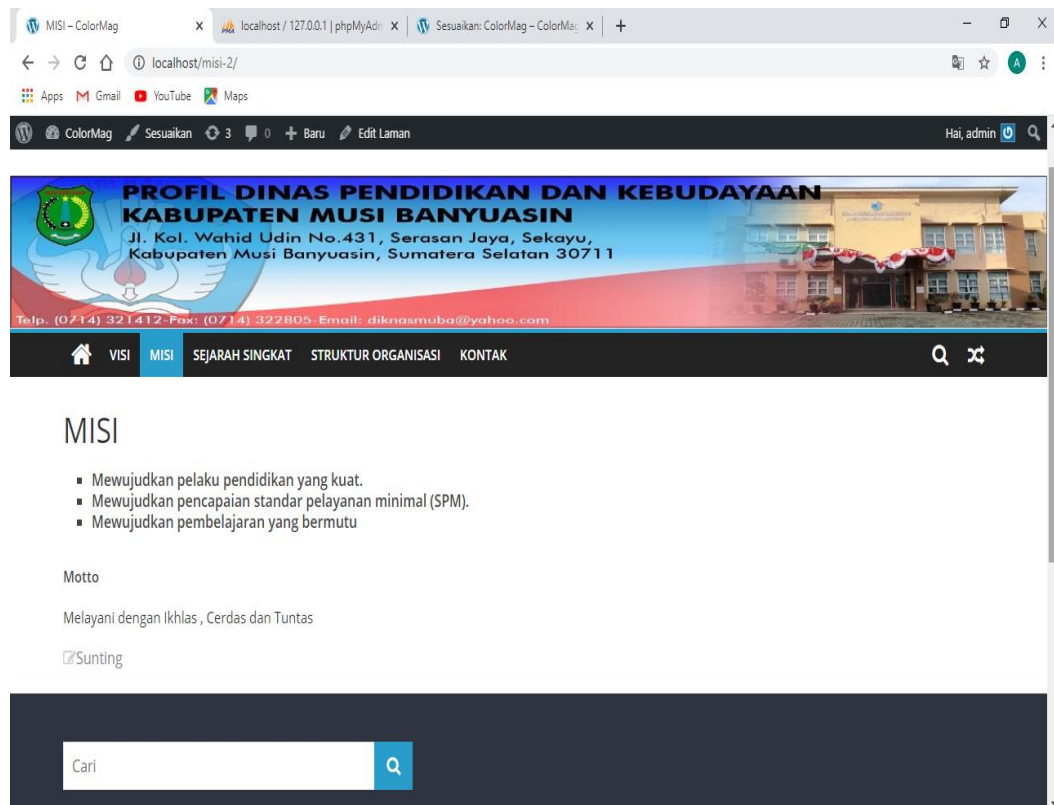 MISI – ColorMag
localhost / 127.0.0.1 | phpMyAdm
Sesuaikan: ColorMag – ColorMag
localhost/misi-2/
A
Apps Gmail YouTube Maps
ColorMag Sesuaikan 3 0 Baru Edit Laman
Hai, admin
PROFIL DINAS PENDIDIKAN DAN KEBUDAYAAN
KABUPATEN MUSI BANYUASIN
Jl. Kol. Wahid Udin No.431, Serasan Jaya, Sekayu,
Kabupaten Musi Banyuasin, Sumatera Selatan 30711
Telp. (0714) 321412-Fax: (0714) 322805-Email: diknasmuba@yahoo.com
VISI MISI SEJARAH SINGKAT STRUKTUR ORGANISASI KONTAK
MISI
Mewujudkan pelaku pendidikan yang kuat.
Mewujudkan pencapaian standar pelayanan minimal (SPM).
Mewujudkan pembelajaran yang bermutu
Motto
Melayani dengan Ikhlas , Cerdas dan Tuntas
Sunting
Cari